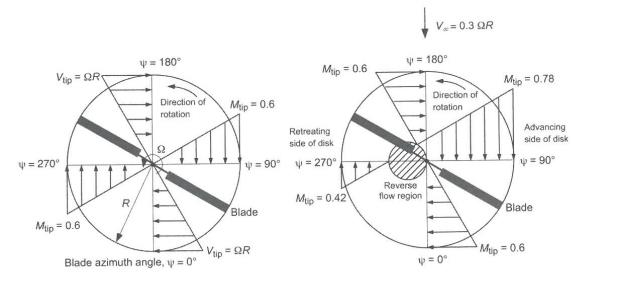 V∞ = 0.3 ΩR
ψ = 180°
Vtip = ΩR
Direction of
rotation
Mtip = 0.6
Ω
ψ = 270°
ψ = 90°
R
Blade
Mtip = 0.6
Vtip = ΩR
Blade azimuth angle, ψ = 0°
ψ = 180°
Mtip = 0.6
Mtip = 0.78
Direction of
rotation
Retreating
side of disk
Advancing
side of disk
ψ = 270°
ψ = 90°
Reverse
flow region
Mtip = 0.42
Blade
Mtip = 0.6
ψ = 0°